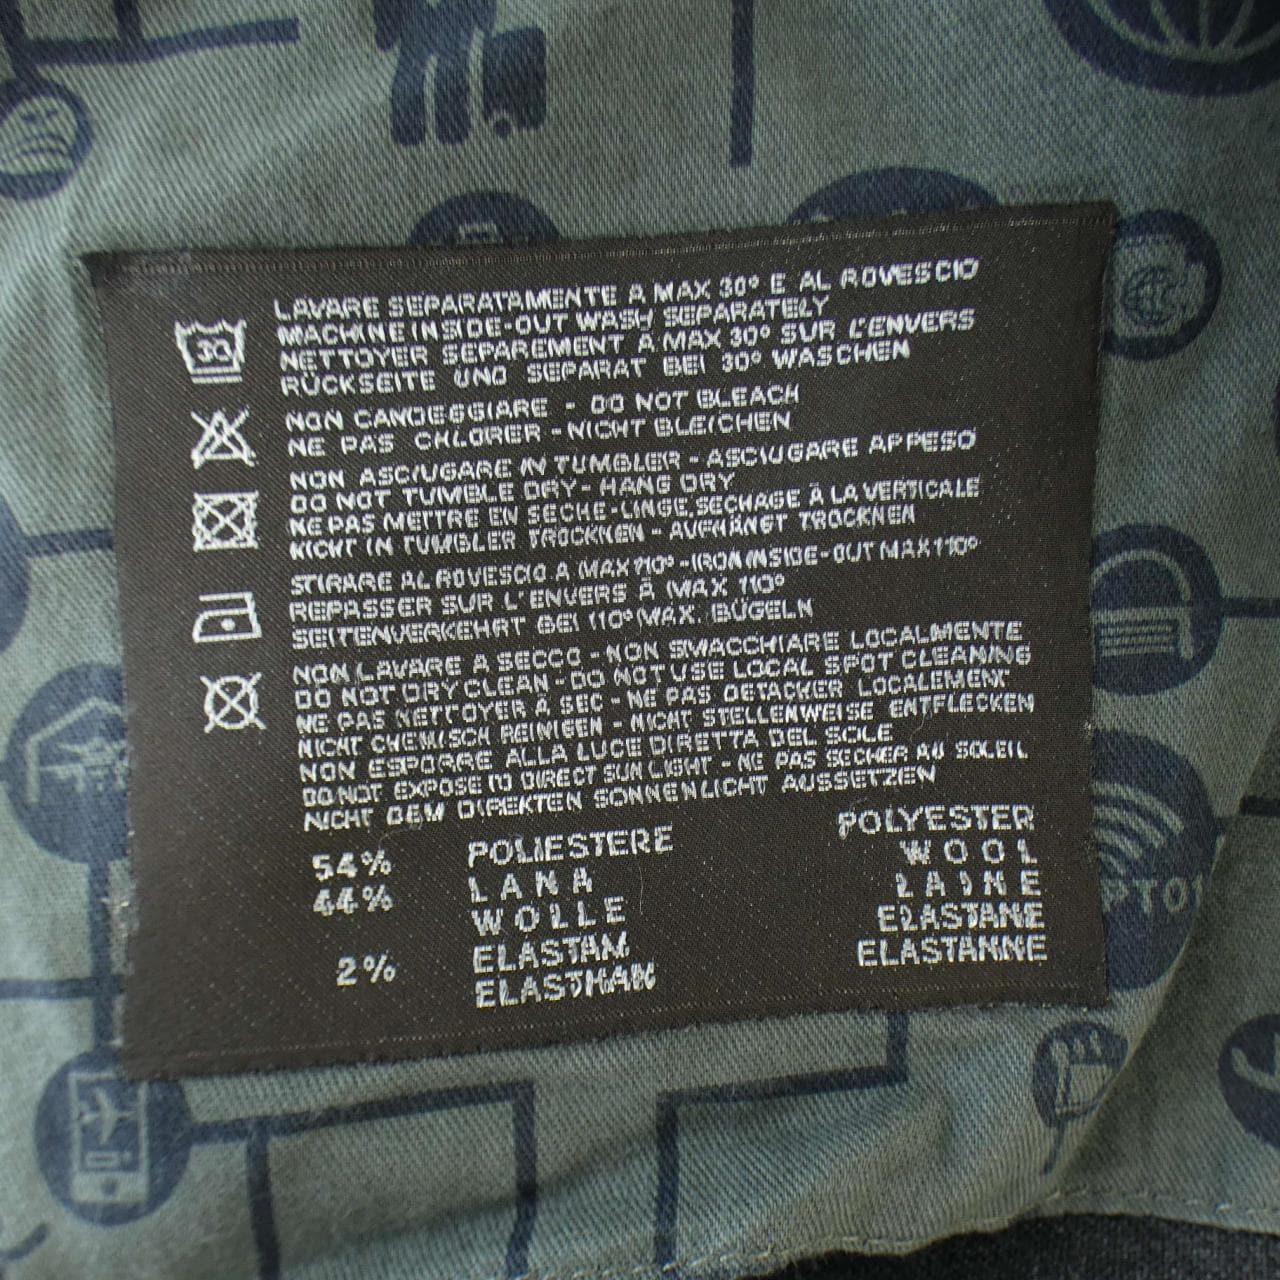 LAVARE SEPARATAMENTE A MAX 30° E AL ROVESCIO
MACHINE INSIDE-OUT WASH SEPARATELY
NETTOYER SEPAREMENT A MAX 30° SUR L'ENVERS
RÜCKSEITE UND SEPARAT BEI 30° WASCHEN
30
NON CANDEGGIARE - DO NOT BLEACH
NE PAS CHLORER - NICHT BLEICHEN
NON ASCIUGARE IN TUMBLER - ASCIUGARE APPESO
DO NOT TUMBLE DRY - HANG DRY
NE PAS METTRE EN SECHE-LINGE, SECHAGE À LA VERTICALE
NICHT IN TUMBLER TROCKNEN - AUFHÄNGT TROCKNEN
STIRARE AL ROVESCIO A MAX 110° - IRON INSIDE-OUT MAX 110°
REPASSER SUR L'ENVERS À MAX 110°
SEITENVERKEHRT BEI 110° MAX. BÜGELN
NON LAVARE A SECCO - NON SMACCHIARE LOCALMENTE
DO NOT DRY CLEAN - DO NOT USE LOCAL SPOT CLEANING
NE PAS NETTOYER À SEC - NE PAS DETACHER LOCALEMENT
NICHT CHEMISCH REINIGEN - NICHT STELLENWEISE ENTFLECKEN
NON ESPORRE ALLA LUCE DIRETTA DEL SOLE
DO NOT EXPOSE TO DIRECT SUN LIGHT - NE PAS SECHER AU SOLEIL
NICHT DEM DIREKTEN SONNENLICHT AUSSETZEN
54% POLIESTERE POLYESTER
44% LANA WOOL
WOLLE LAINE
2% ELASTAM ELASTANE
ELASTHAN ELASTANNE